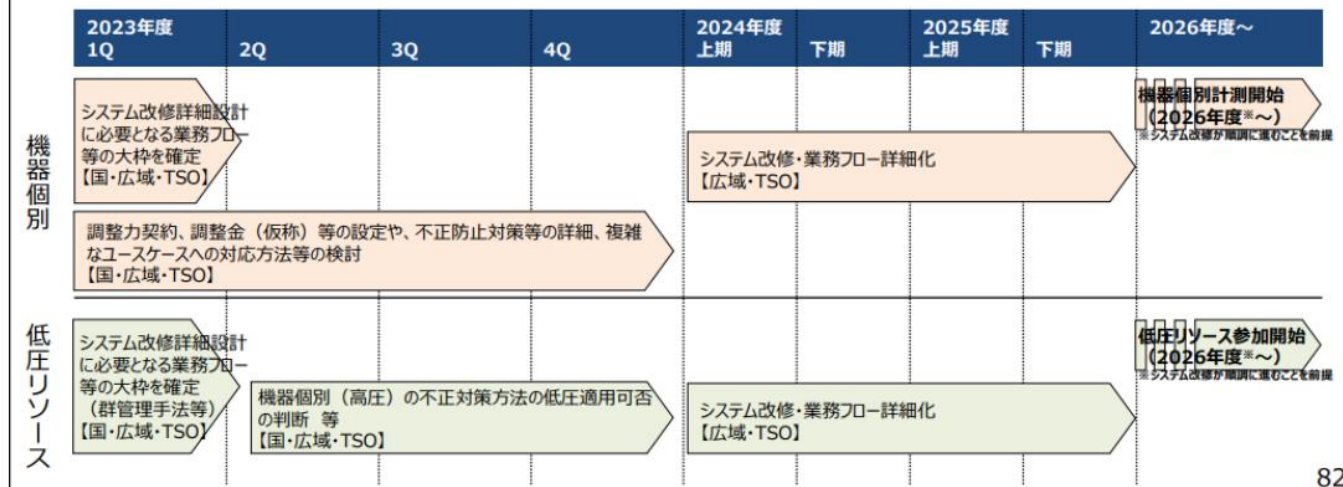 2023年度
1Q
2Q
3Q
4Q
2024年度
上期
下期
2025年度
上期
下期
2026年度～
機器個別
システム改修詳細設計
に必要となる業務フロー
等の大枠を確定
【国・広域・TSO】
調整力契約、調整金（仮称）等の設定や、不正防止対策等の詳細、複雑
なユースケースへの対応方法等の検討
【国・広域・TSO】
システム改修・業務フロー詳細化
【広域・TSO】
機器個別計測開始
（2026年度※～）
※システム改修が順調に進むことを前提
低圧リソース
システム改修詳細設計
に必要となる業務フロー
等の大枠を確定
（群管理手法等）
【国・広域・TSO】
機器個別（高圧）の不正対策方法の低圧適用可否
の判断 等
【国・広域・TSO】
システム改修・業務フロー詳細化
【広域・TSO】
低圧リソース参加開始
（2026年度※～）
※システム改修が順調に進むことを前提
82